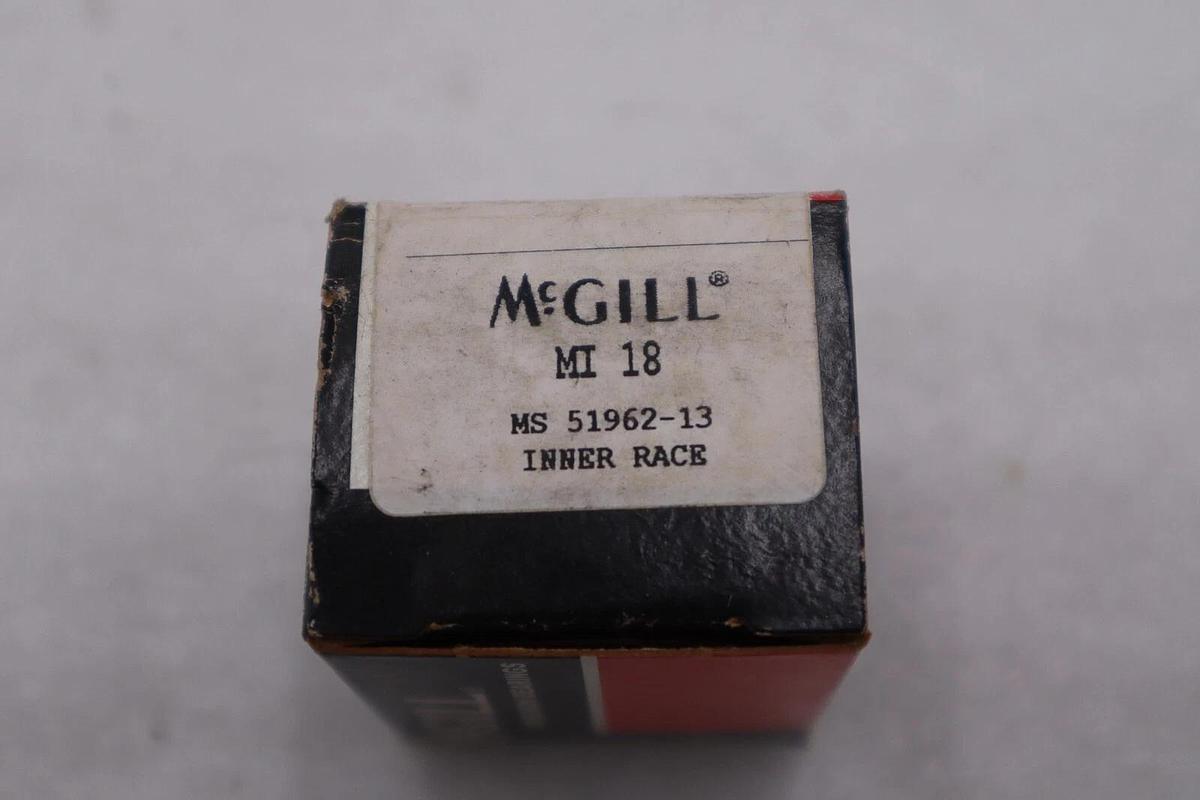 McGILL®
MI 18
MS 51962-13
INNER RACE